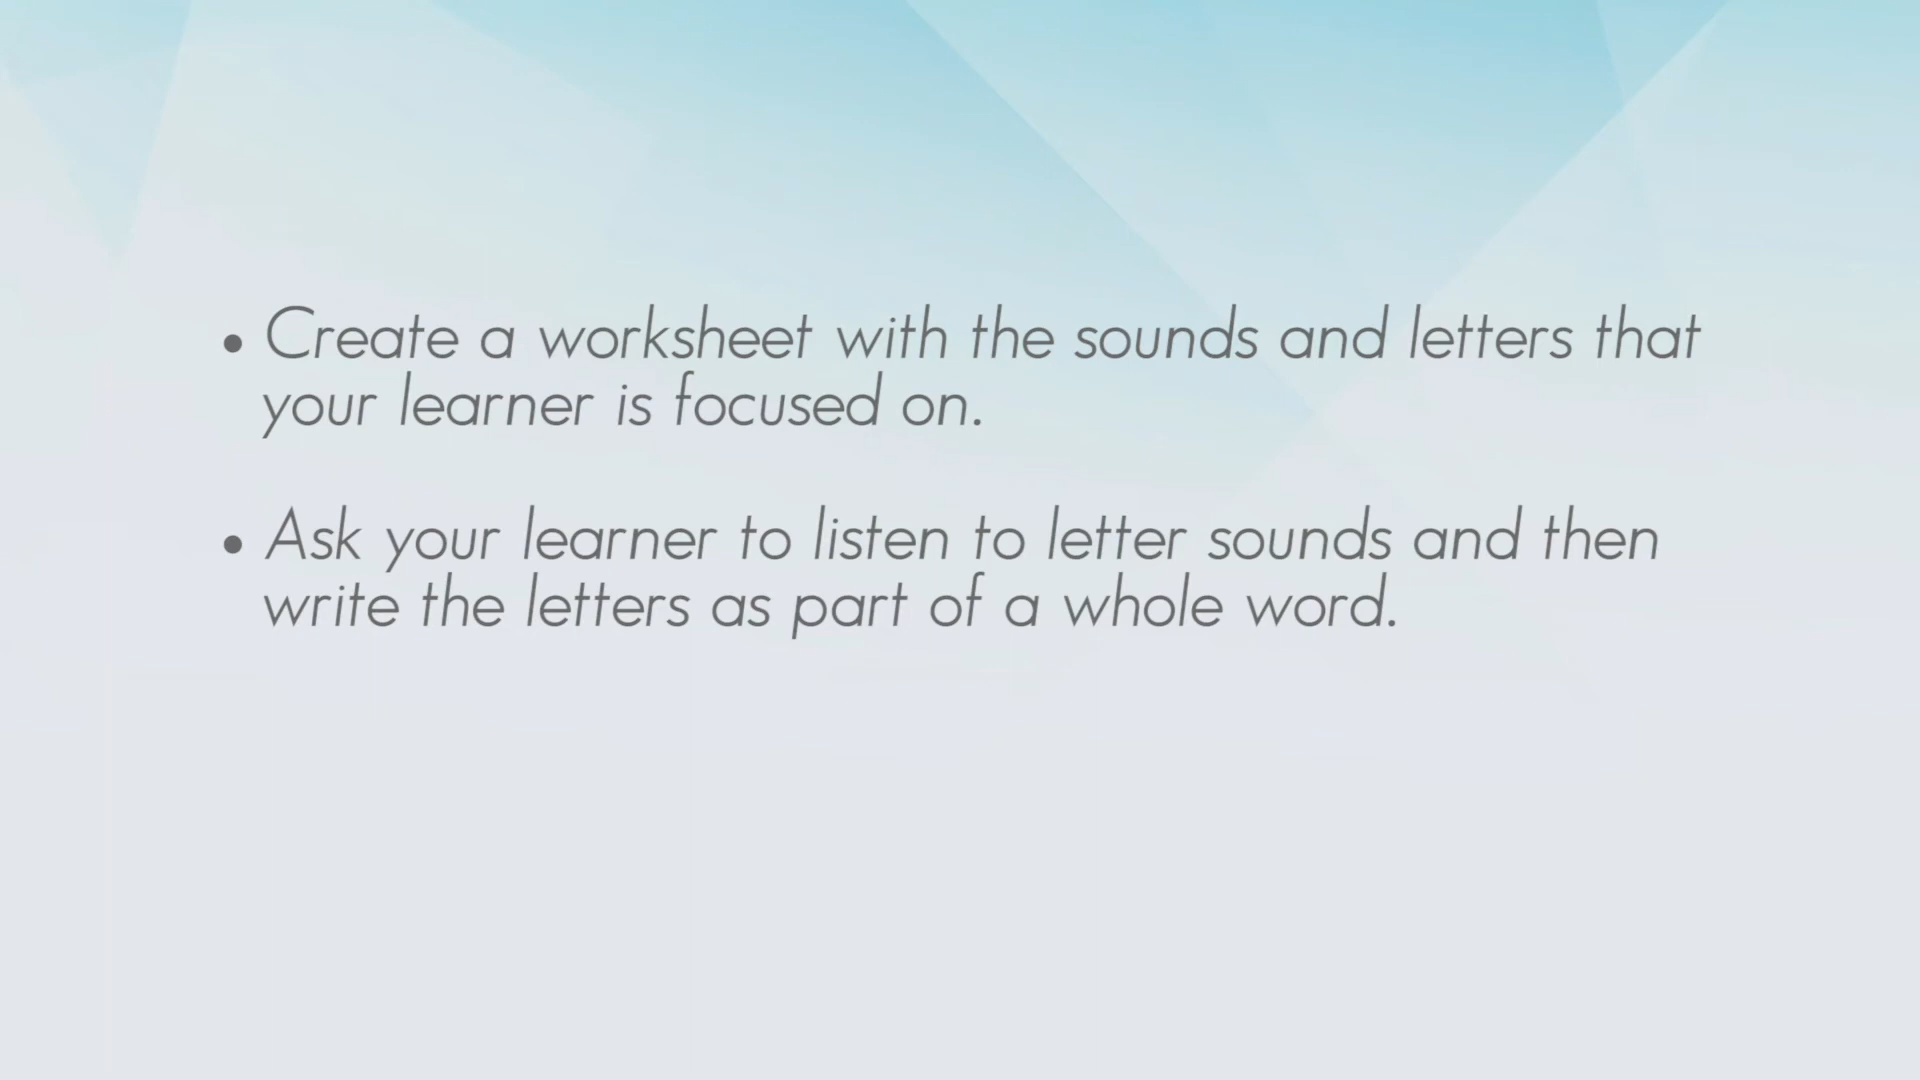 • Create a worksheet with the sounds and letters that
your learner is focused on.
• Ask your learner to listen to letter sounds and then
write the letters as part of a whole word.